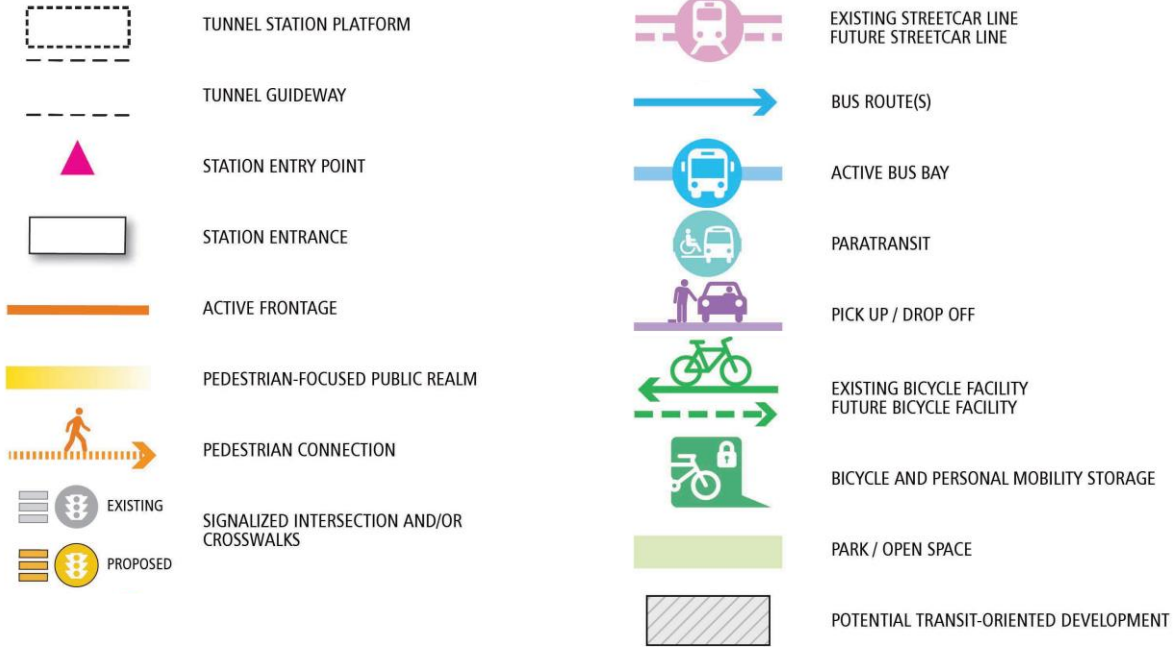 TUNNEL STATION PLATFORM
TUNNEL GUIDEWAY
STATION ENTRY POINT
STATION ENTRANCE
ACTIVE FRONTAGE
PEDESTRIAN-FOCUSED PUBLIC REALM
PEDESTRIAN CONNECTION
EXISTING
SIGNALIZED INTERSECTION AND/OR
CROSSWALKS
PROPOSED
EXISTING STREETCAR LINE
FUTURE STREETCAR LINE
BUS ROUTE(S)
ACTIVE BUS BAY
PARATRANSIT
PICK UP / DROP OFF
EXISTING BICYCLE FACILITY
FUTURE BICYCLE FACILITY
BICYCLE AND PERSONAL MOBILITY STORAGE
PARK / OPEN SPACE
POTENTIAL TRANSIT-ORIENTED DEVELOPMENT